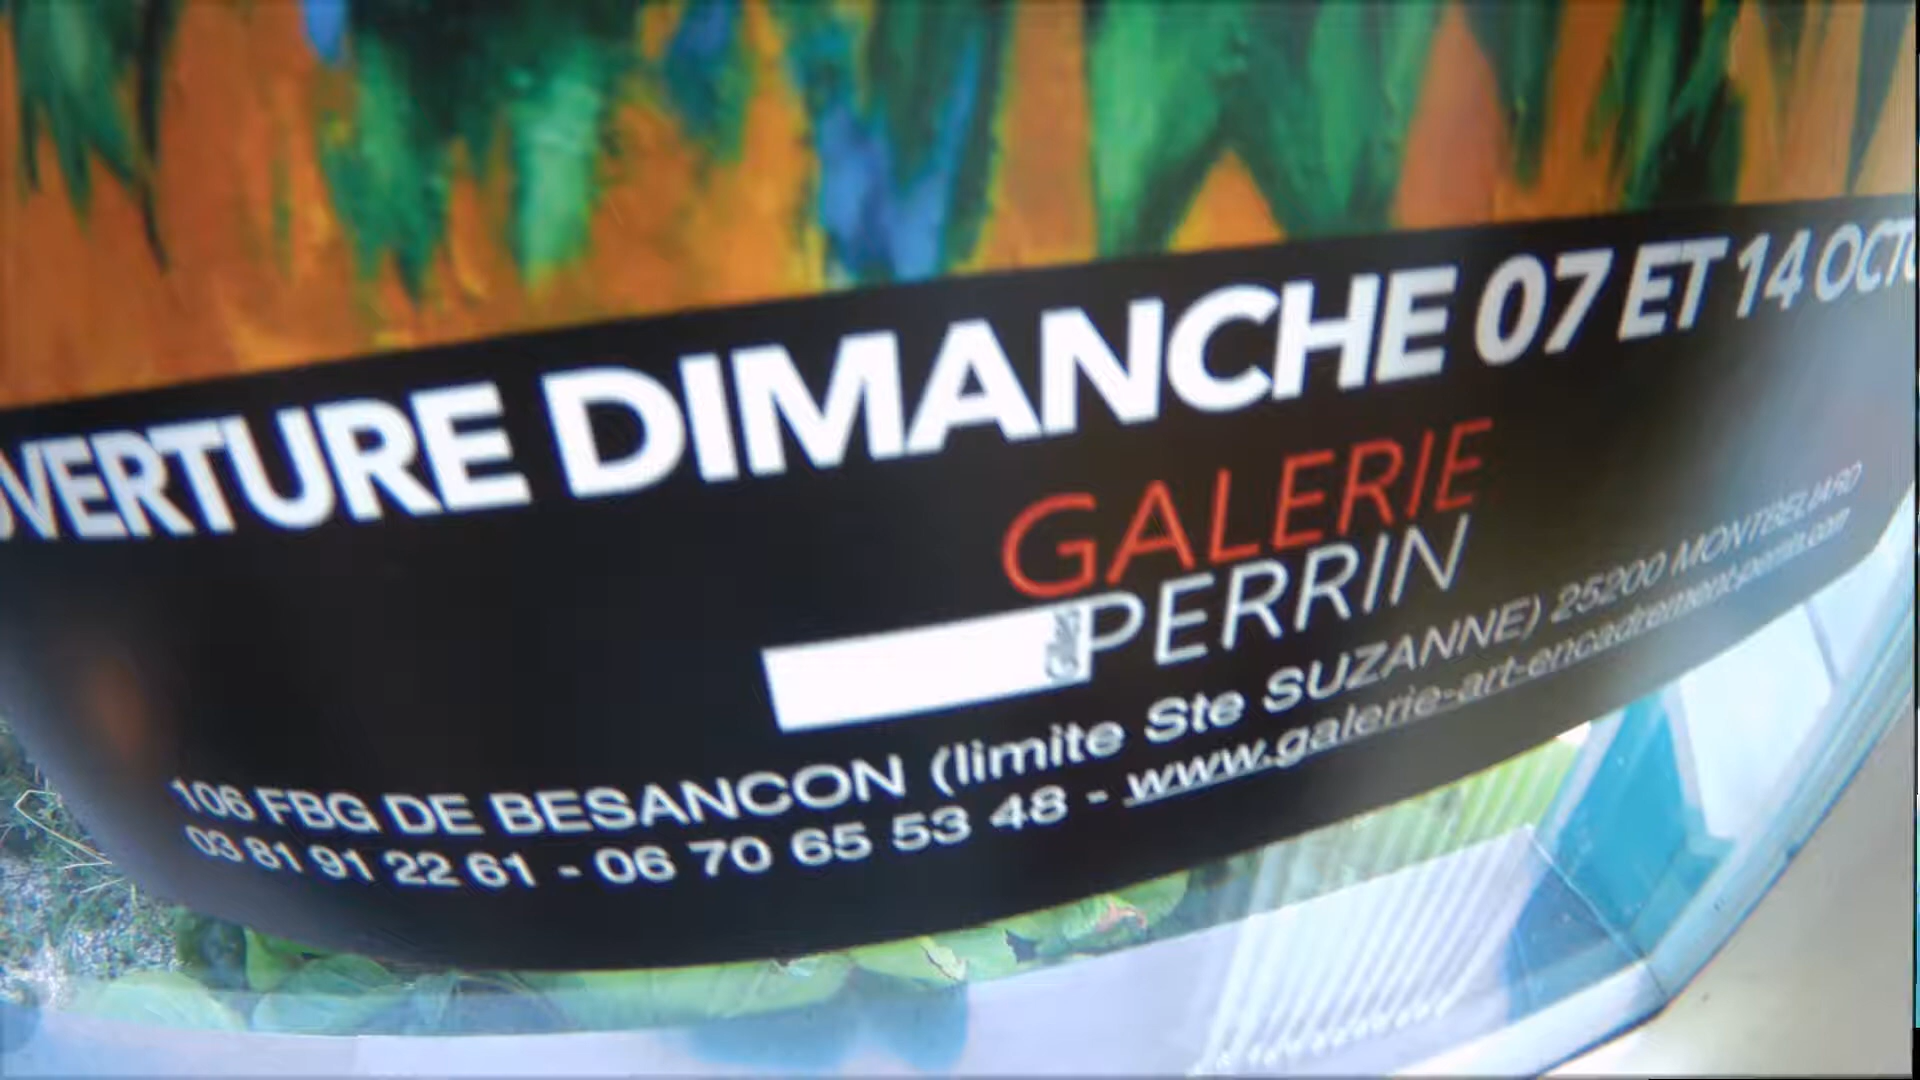 VERTURE DIMANCHE 07 ET 14 OCT
GALERIE
PERRIN
106 FBG DE BESANCON (limite Ste SUZANNE) 25200 MONTBELIARD
03 81 91 22 61 - 06 70 65 53 48 - www.galerie-art-encadrement-perrin.com